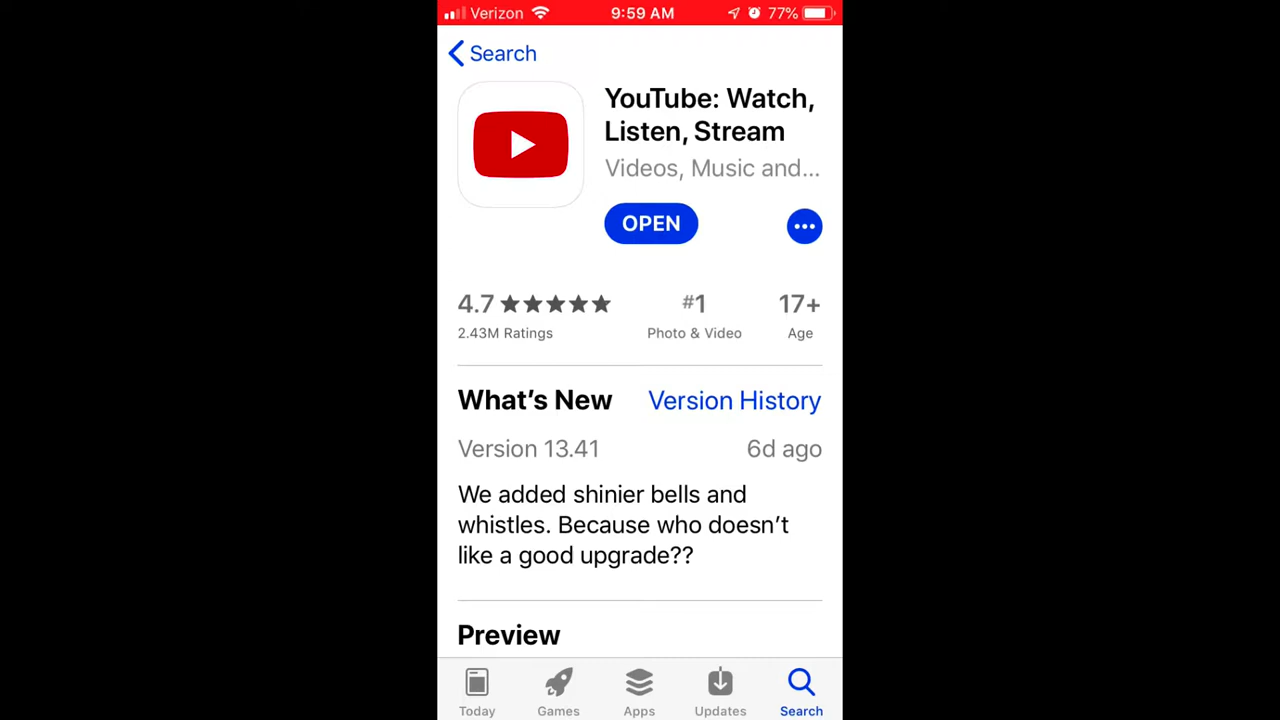 Verizon 9:59 AM 77%
Search
YouTube: Watch,
Listen, Stream
Videos, Music and...
OPEN
4.7 #1 17+
2.43M Ratings Photo & Video Age
What's New Version History
Version 13.41 6d ago
We added shinier bells and
whistles. Because who doesn't
like a good upgrade??
Preview
Today Games Apps Updates Search